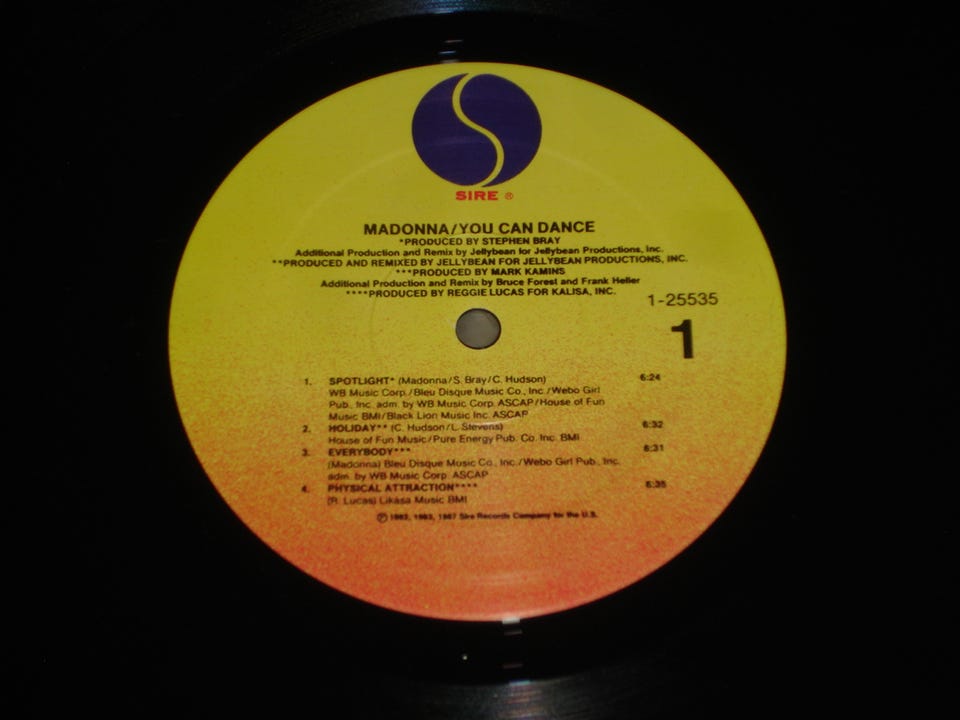 SIRE ®
MADONNA/YOU CAN DANCE
*PRODUCED BY STEPHEN BRAY
Additional Production and Remix by Jellybean for Jellybean Productions, Inc.
**PRODUCED AND REMIXED BY JELLYBEAN FOR JELLYBEAN PRODUCTIONS, INC.
***PRODUCED BY MARK KAMINS
Additional Production and Remix by Bruce Forest and Frank Heller
****PRODUCED BY REGGIE LUCAS FOR KALISA, INC.
1-25535
1
1. SPOTLIGHT* (Madonna/S. Bray/C. Hudson) 6:24
WB Music Corp./Bleu Disque Music Co., Inc./Webo Girl
Pub., Inc. adm. by WB Music Corp. ASCAP/House of Fun
Music BMI/Black Lion Music Inc. ASCAP
2. HOLIDAY** (C. Hudson/L. Stevens) 6:32
House of Fun Music/Pure Energy Pub. Co. Inc. BMI
3. EVERYBODY*** 6:31
(Madonna) Bleu Disque Music Co., Inc./Webo Girl Pub., Inc.
adm. by WB Music Corp. ASCAP
4. PHYSICAL ATTRACTION**** 6:35
(R. Lucas) Likasa Music BMI
℗ 1982, 1983, 1987 Sire Records Company for the U.S.